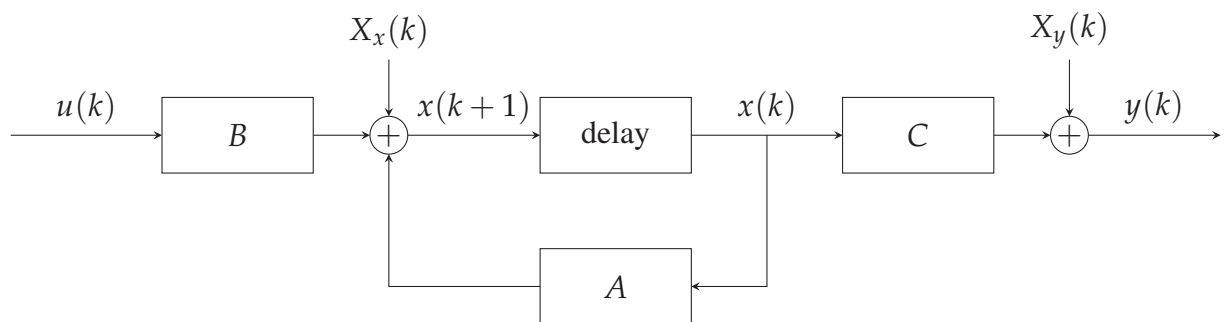 X_x(k)
X_y(k)
u(k)
B
+
x(k + 1)
delay
x(k)
C
+
y(k)
A